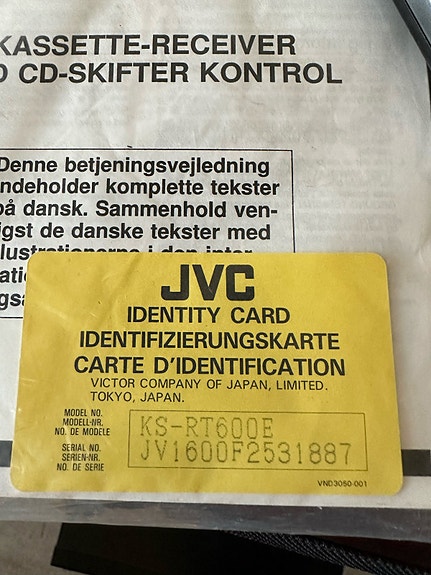 KASSETTE-RECEIVER
CD-SKIFTER KONTROL
Denne betjeningsvejledning
ndeholder komplette tekster
på dansk. Sammenhold ven-
igst de danske tekster med
JVC
IDENTITY CARD
IDENTIFIZIERUNGSKARTE
CARTE D'IDENTIFICATION
VICTOR COMPANY OF JAPAN, LIMITED.
TOKYO, JAPAN.
MODEL NO.
MODELL-NR.
NO. DE MODELE
KS-RT600E
SERIAL NO.
SERIEN-NR.
NO. DE SERIE
JV1600F2531887
VND3050-001